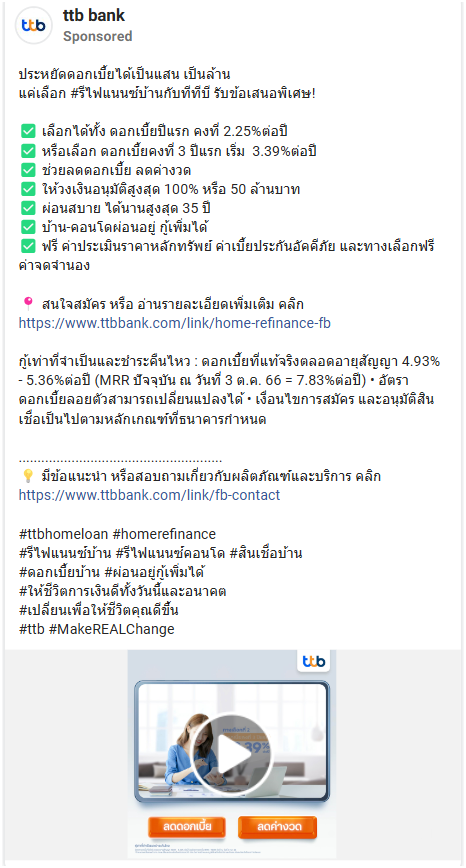 ttb
ttb bank
Sponsored
ประหยัดดอกเบี้ยได้เป็นแสน เป็นล้าน
แค่เลือก #รีไฟแนนซ์บ้านกับทีทีบี รับข้อเสนอพิเศษ!
✅ เลือกได้ทั้ง ดอกเบี้ยปีแรก คงที่ 2.25%ต่อปี
✅ หรือเลือก ดอกเบี้ยคงที่ 3 ปีแรก เริ่ม 3.39%ต่อปี
✅ ช่วยลดดอกเบี้ย ลดค่างวด
✅ ให้วงเงินอนุมัติสูงสุด 100% หรือ 50 ล้านบาท
✅ ผ่อนสบาย ได้นานสูงสุด 35 ปี
✅ บ้าน-คอนโดผ่อนอยู่ กู้เพิ่มได้
✅ ฟรี ค่าประเมินราคาหลักทรัพย์ ค่าเบี้ยประกันอัคคีภัย และทางเลือกฟรี
ค่าจดจำนอง
📍 สนใจสมัคร หรือ อ่านรายละเอียดเพิ่มเติม คลิก
https://www.ttbbank.com/link/home-refinance-fb
กู้เท่าที่จำเป็นและชำระคืนไหว : ดอกเบี้ยที่แท้จริงตลอดอายุสัญญา 4.93%
- 5.36%ต่อปี (MRR ปัจจุบัน ณ วันที่ 3 ต.ค. 66 = 7.83%ต่อปี) • อัตรา
ดอกเบี้ยลอยตัวสามารถเปลี่ยนแปลงได้ • เงื่อนไขการสมัคร และอนุมัติสิน
เชื่อเป็นไปตามหลักเกณฑ์ที่ธนาคารกำหนด
......................................................
💡 มีข้อแนะนำ หรือสอบถามเกี่ยวกับผลิตภัณฑ์และบริการ คลิก
https://www.ttbbank.com/link/fb-contact
#ttbhomeloan #homerefinance
#รีไฟแนนซ์บ้าน #รีไฟแนนซ์คอนโด #สินเชื่อบ้าน
#ดอกเบี้ยบ้าน #ผ่อนอยู่กู้เพิ่มได้
#ให้ชีวิตการเงินดีทั้งวันนี้และอนาคต
#เปลี่ยนเพื่อให้ชีวิตคุณดีขึ้น
#ttb #MakeREALChange
ttb
ลดดอกเบี้ย
ลดค่างวด